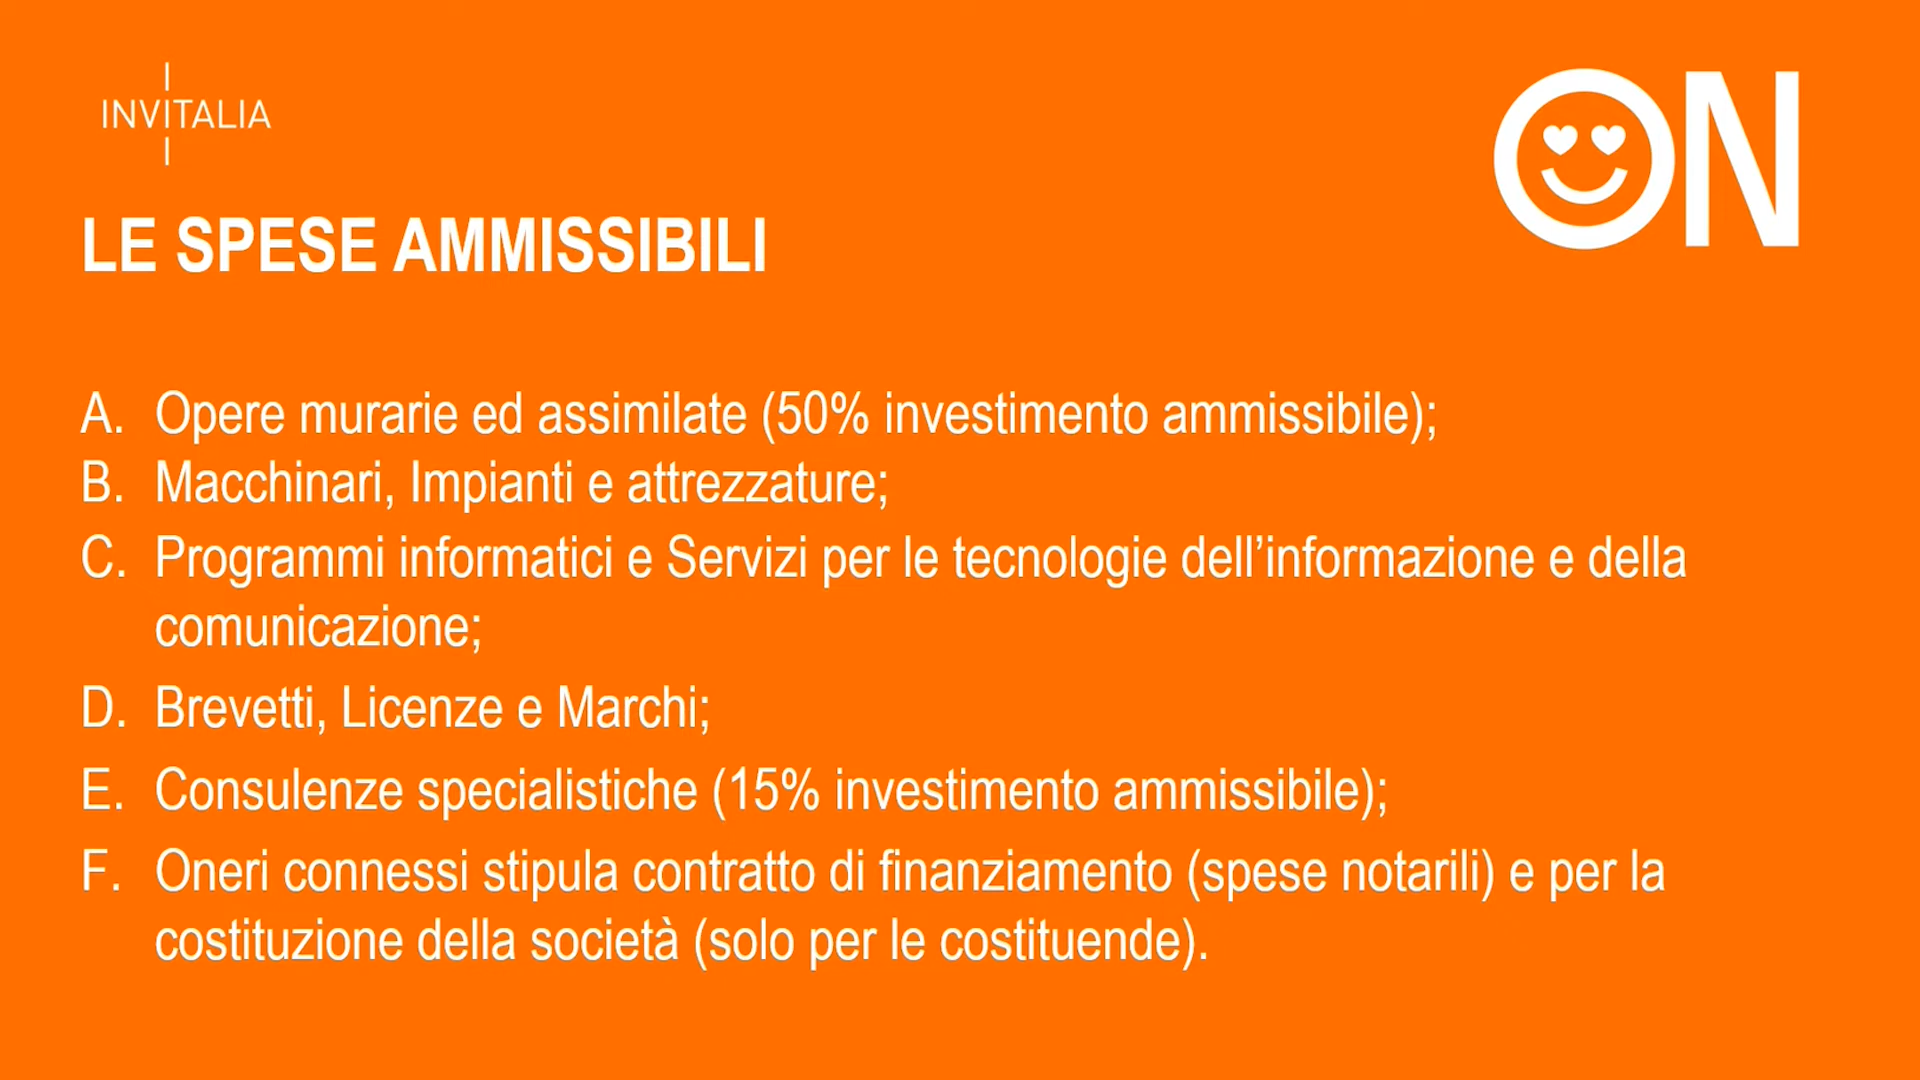 INVITALIA
ON
LE SPESE AMMISSIBILI
A. Opere murarie ed assimilate (50% investimento ammissibile);
B. Macchinari, Impianti e attrezzature;
C. Programmi informatici e Servizi per le tecnologie dell’informazione e della
comunicazione;
D. Brevetti, Licenze e Marchi;
E. Consulenze specialistiche (15% investimento ammissibile);
F. Oneri connessi stipula contratto di finanziamento (spese notarili) e per la
costituzione della società (solo per le costituende).